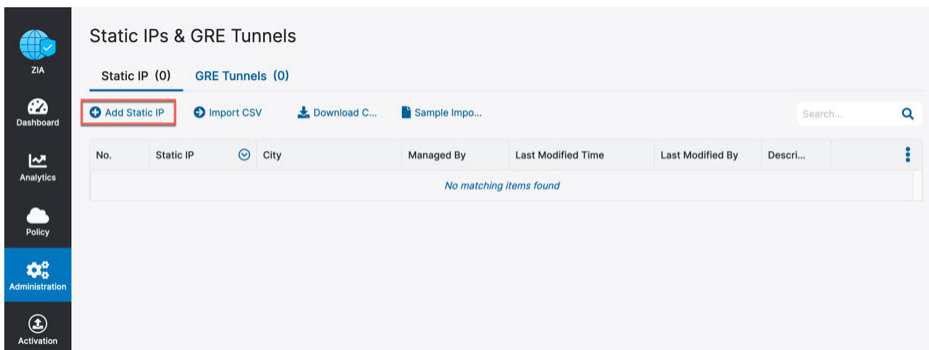 Static IPs & GRE Tunnels
ZIA
Static IP (0) GRE Tunnels (0)
Dashboard
Add Static IP Import CSV Download C... Sample Impo... Search...
No. Static IP City Managed By Last Modified Time Last Modified By Descri...
Analytics
No matching items found
Policy
Administration
Activation